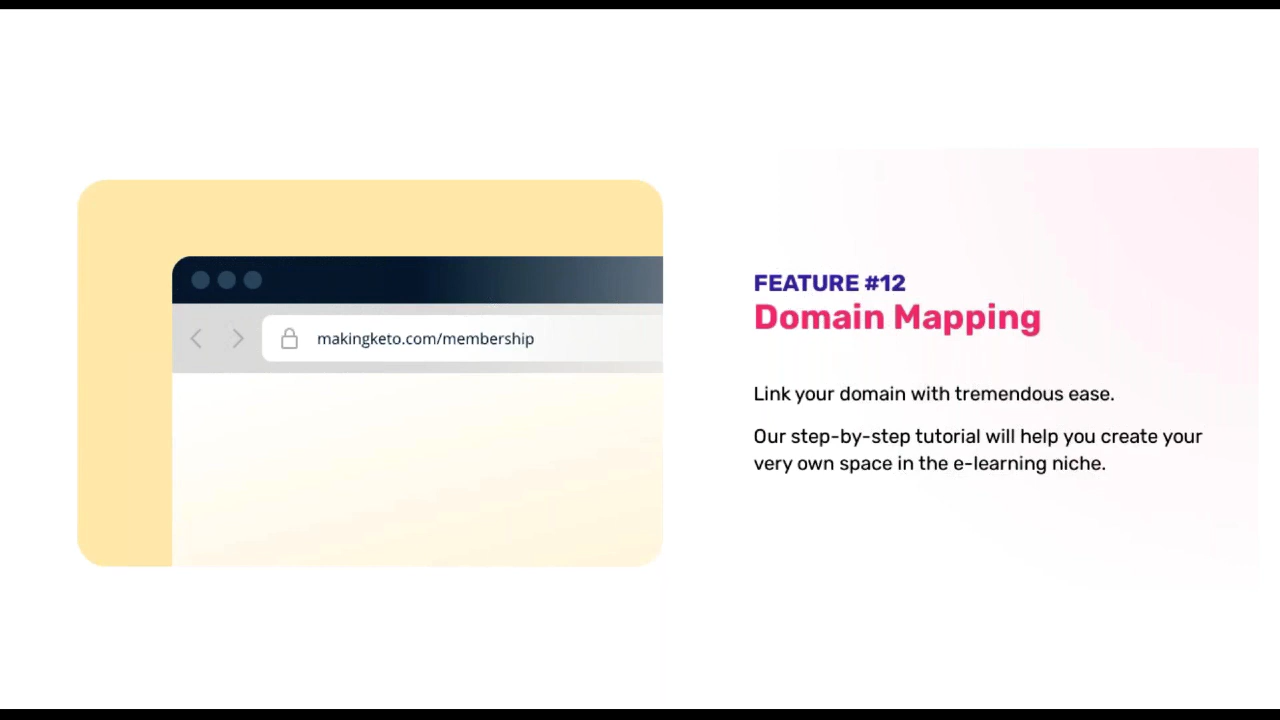 makingketo.com/membership
FEATURE #12
Domain Mapping
Link your domain with tremendous ease.
Our step-by-step tutorial will help you create your
very own space in the e-learning niche.